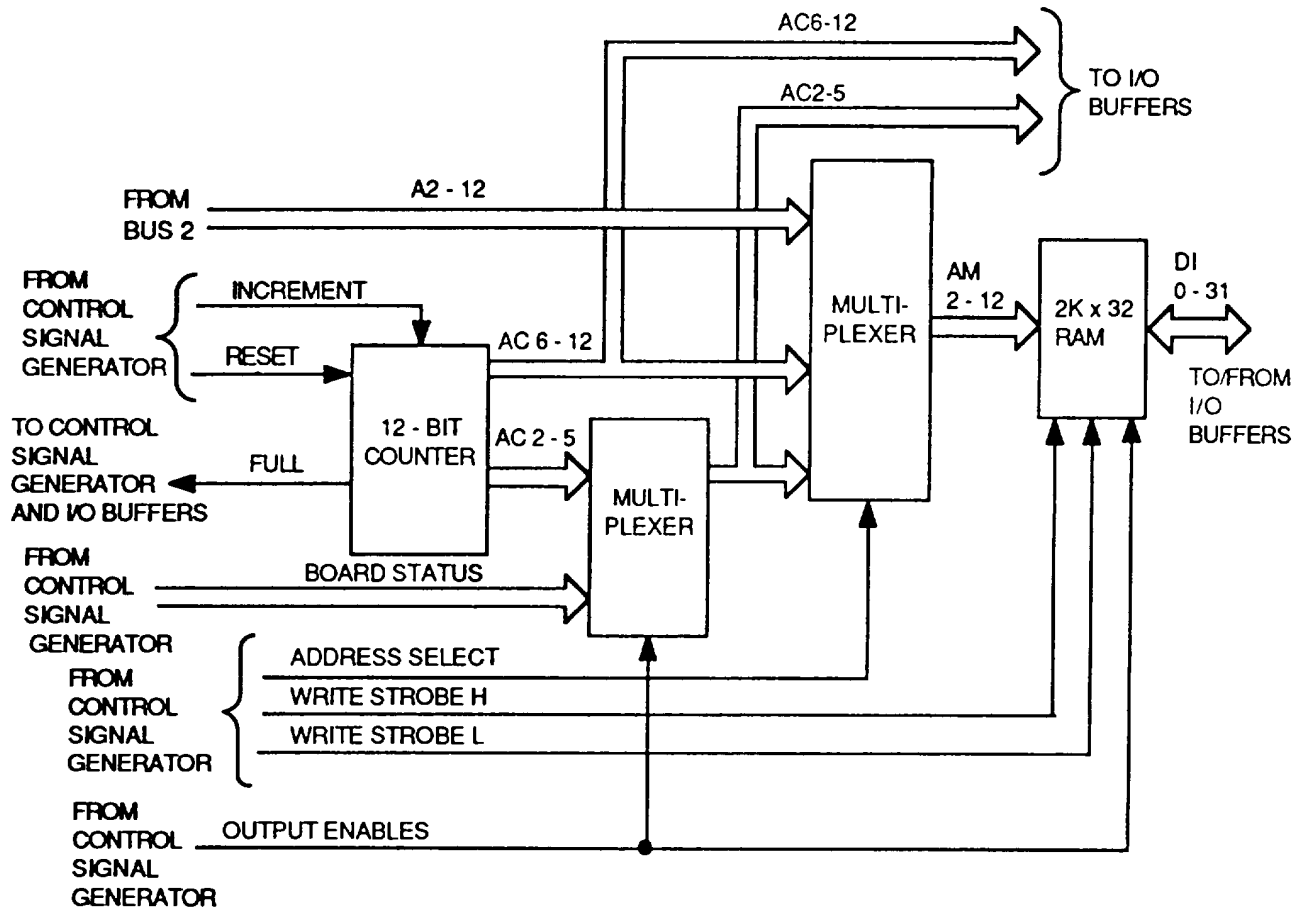 AC6-12
TO I/O
BUFFERS
AC2-5
FROM
BUS 2
A2 - 12
FROM
CONTROL
SIGNAL
GENERATOR
INCREMENT
RESET
AC 6 - 12
12 - BIT
COUNTER
AC 2 - 5
TO CONTROL
SIGNAL
GENERATOR
AND I/O BUFFERS
FULL
MULTI-
PLEXER
MULTI-
PLEXER
AM
2 - 12
2K x 32
RAM
DI
0 - 31
TO/FROM
I/O
BUFFERS
FROM
CONTROL
SIGNAL
GENERATOR
BOARD STATUS
FROM
CONTROL
SIGNAL
GENERATOR
ADDRESS SELECT
WRITE STROBE H
WRITE STROBE L
FROM
CONTROL
SIGNAL
GENERATOR
OUTPUT ENABLES